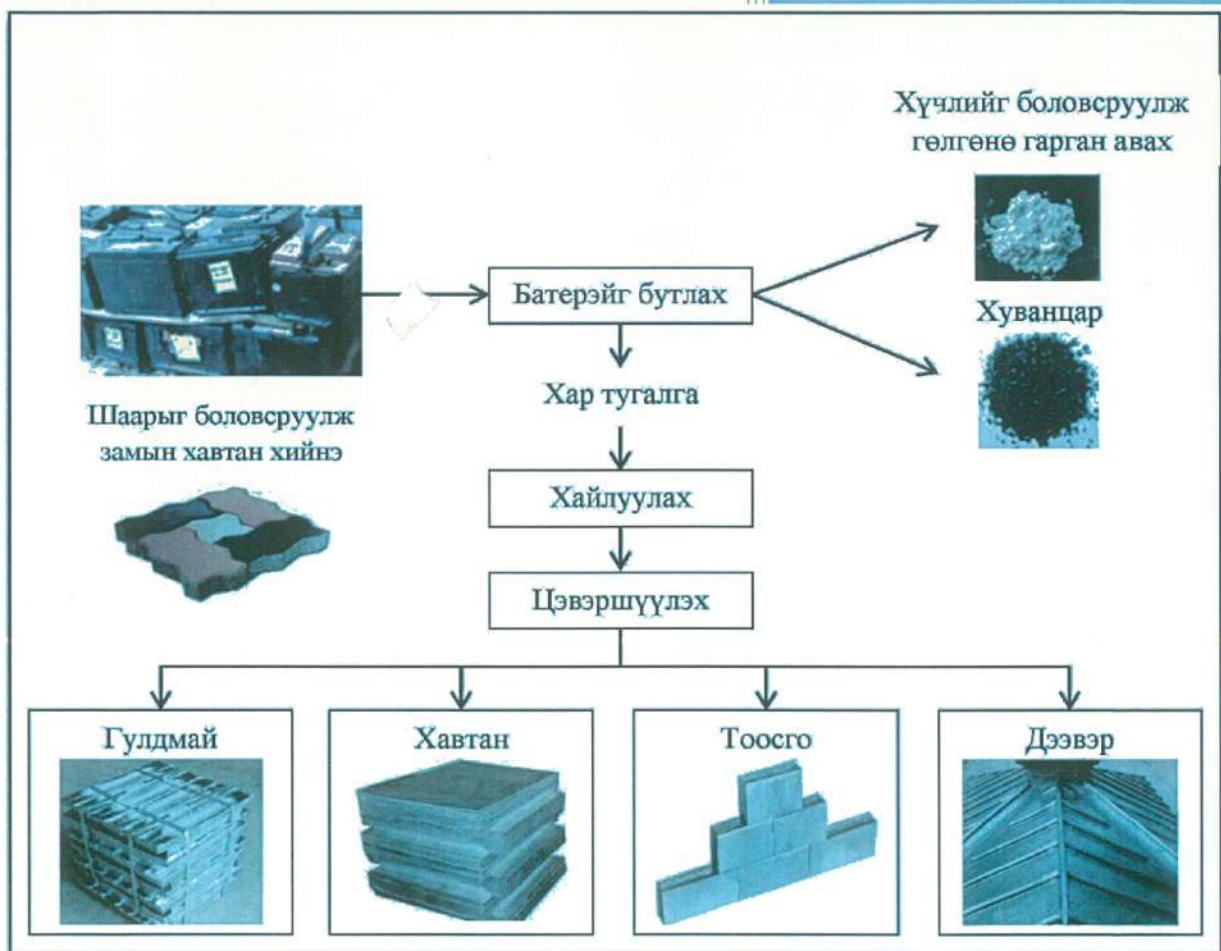 Хүчлийг боловсруулж
гөлгөнө гарган авах
Батерэйг бутлах
Хуванцар
Хар тугалга
Шаарыг боловсруулж
замын хавтан хийнэ
Хайлуулах
Цэвэршүүлэх
Гулдмай
Хавтан
Тоосго
Дээвэр